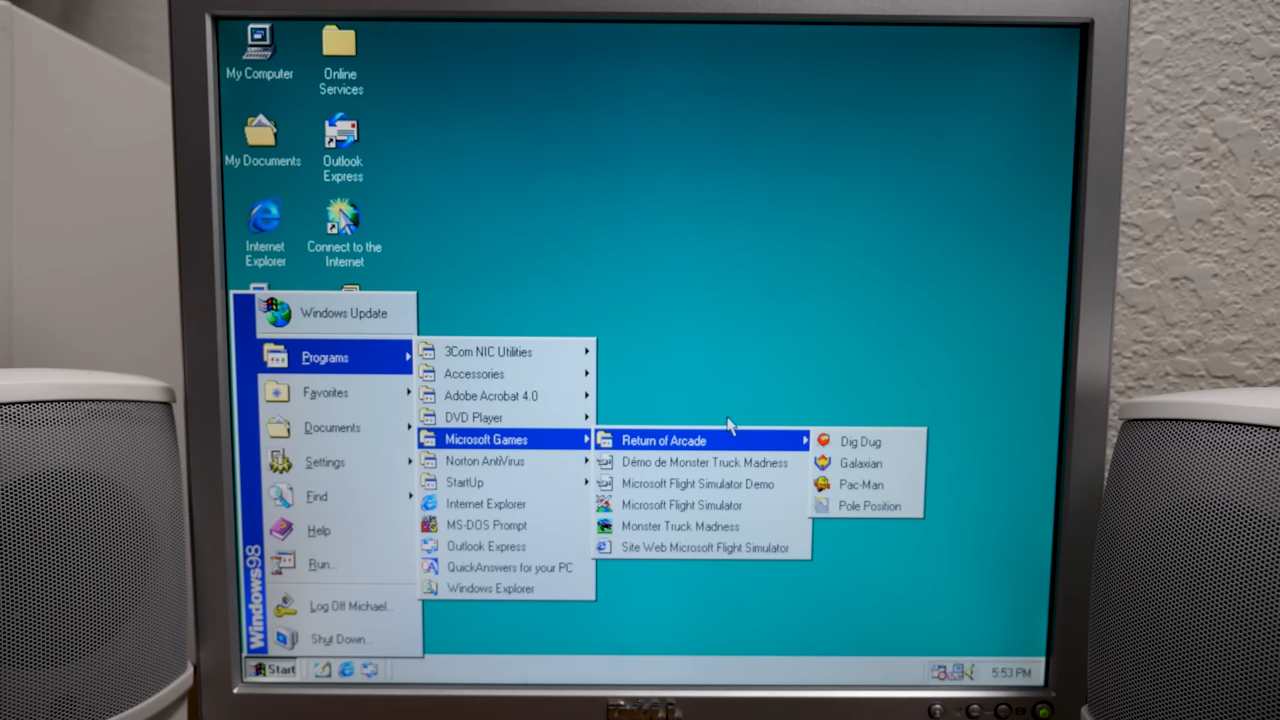 My Computer
Online
Services
My Documents
Outlook
Express
Internet
Explorer
Connect to the
Internet
Windows Update
Programs
Favorites
Documents
Settings
Find
Help
Run...
Log Off Michael...
Shut Down...
Windows98
3Com NIC Utilities
Accessories
Adobe Acrobat 4.0
DVD Player
Microsoft Games
Norton AntiVirus
StartUp
Internet Explorer
MS-DOS Prompt
Outlook Express
QuickAnswers for your PC
Windows Explorer
Return of Arcade
Démo de Monster Truck Madness
Microsoft Flight Simulator Demo
Microsoft Flight Simulator
Monster Truck Madness
Site Web Microsoft Flight Simulator
Dig Dug
Galaxian
Pac-Man
Pole Position
Start
5:53 PM